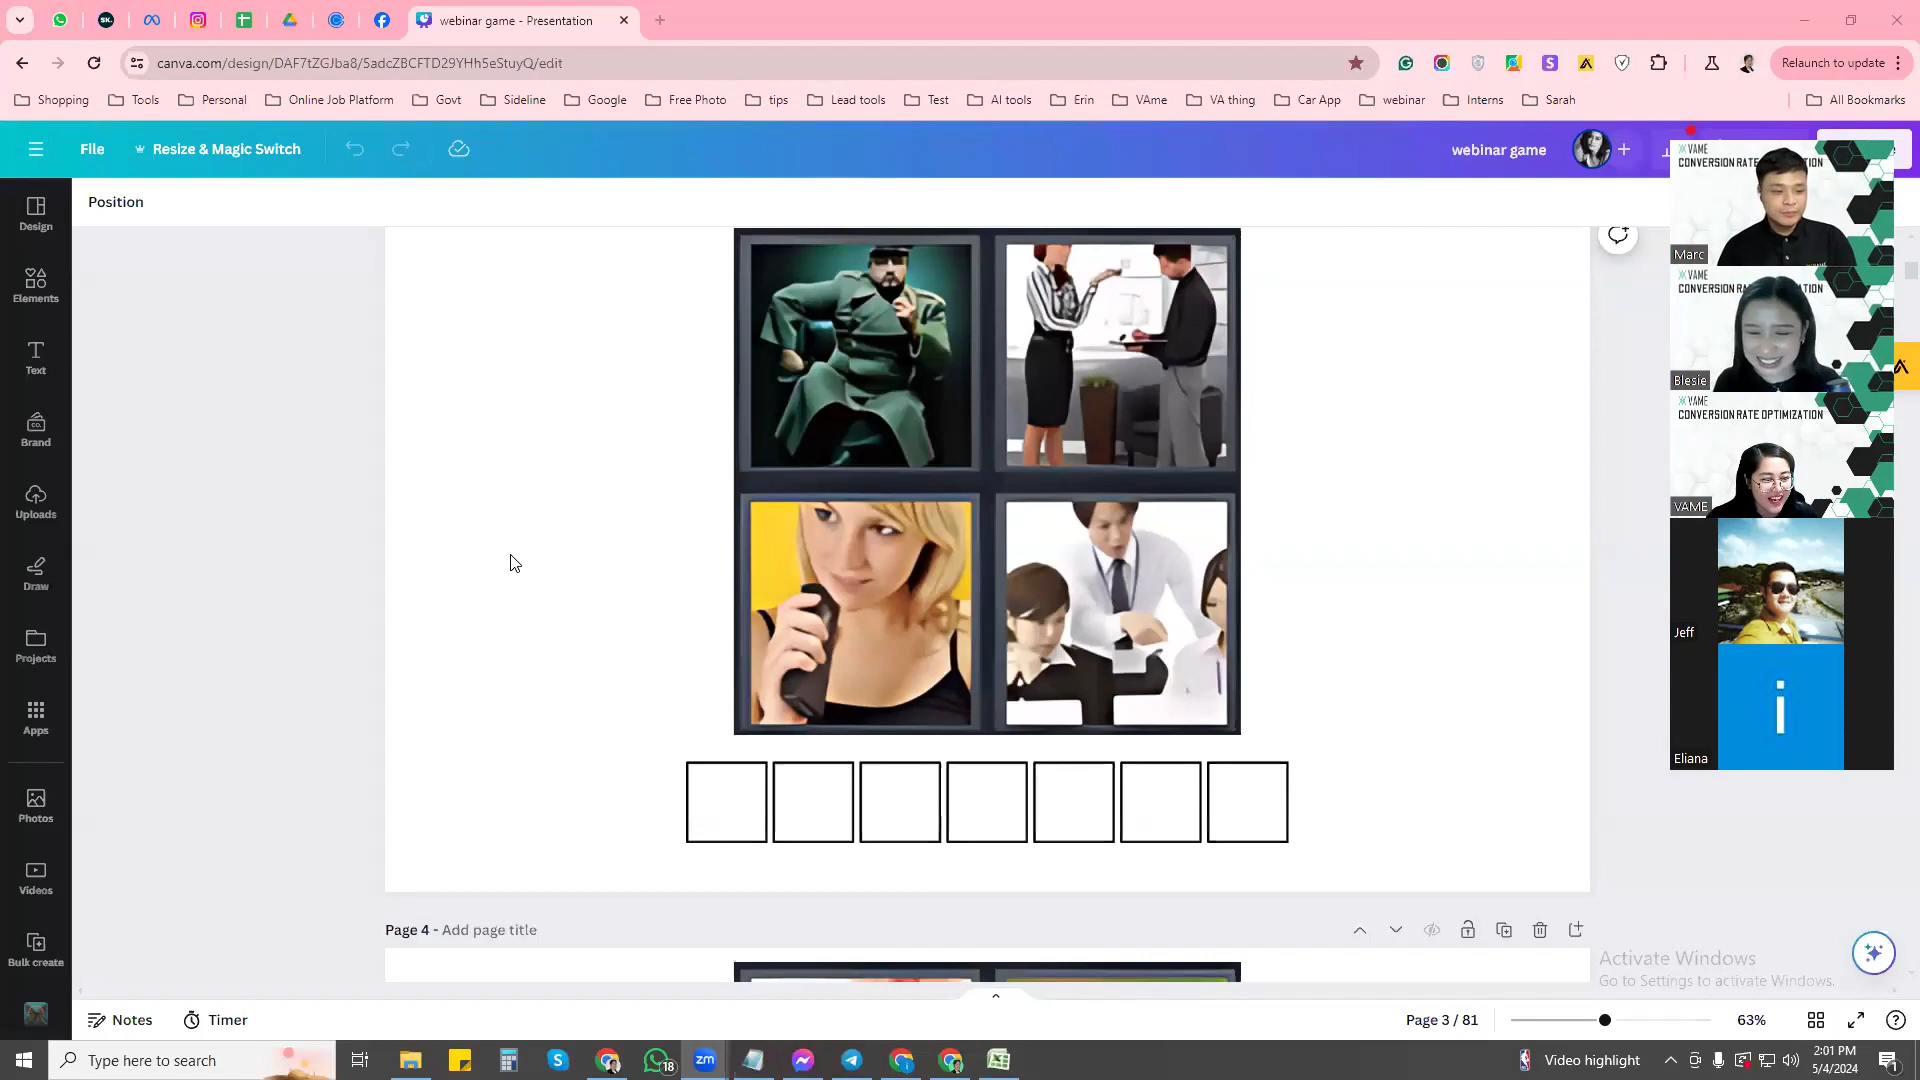 webinar game - Presentation
canva.com/design/DAF7tZGJba8/5adcZBCFTD29YHh5eStuyQ/edit
Relaunch to update
Shopping
Tools
Personal
Online Job Platform
Govt
Sideline
Google
Free Photo
tips
Lead tools
Test
AI tools
Erin
VAme
VA thing
Car App
webinar
Interns
Sarah
All Bookmarks
File
Resize & Magic Switch
webinar game
Position
Design
Elements
Text
Brand
Uploads
Draw
Projects
Apps
Photos
Videos
Bulk create
VAME
Marc
VAME
Blesie
VAME
CONVERSION RATE OPTIMIZATION
VAME
Jeff
i
Eliana
Page 4 - Add page title
Activate Windows
Go to Settings to activate Windows.
Notes
Timer
Page 3 / 81
63%
Type here to search
18
zm
Video highlight
2:01 PM
5/4/2024
1